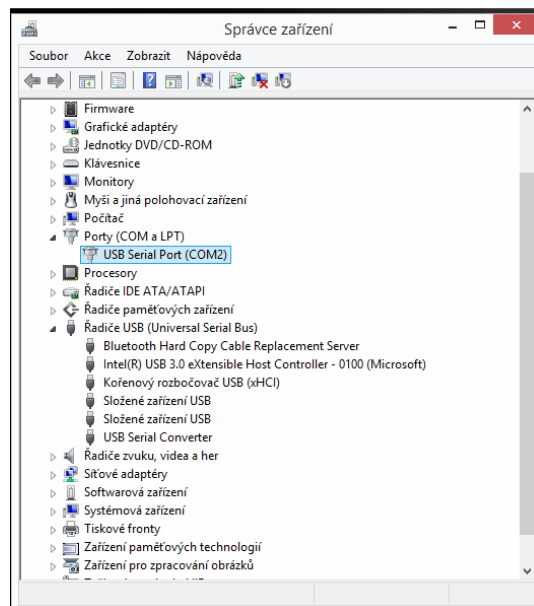 Správce zařízení
Soubor Akce Zobrazit Nápověda
Firmware
Grafické adaptéry
Jednotky DVD/CD-ROM
Klávesnice
Monitory
Myši a jiná polohovací zařízení
Počítač
Porty (COM a LPT)
USB Serial Port (COM2)
Procesory
Řadiče IDE ATA/ATAPI
Řadiče paměťových zařízení
Řadiče USB (Universal Serial Bus)
Bluetooth Hard Copy Cable Replacement Server
Intel(R) USB 3.0 eXtensible Host Controller - 0100 (Microsoft)
Kořenový rozbočovač USB (xHCI)
Složené zařízení USB
Složené zařízení USB
USB Serial Converter
Řadiče zvuku, videa a her
Síťové adaptéry
Softwarová zařízení
Systémová zařízení
Tiskové fronty
Zařízení paměťových technologií
Zařízení pro zpracování obrázků